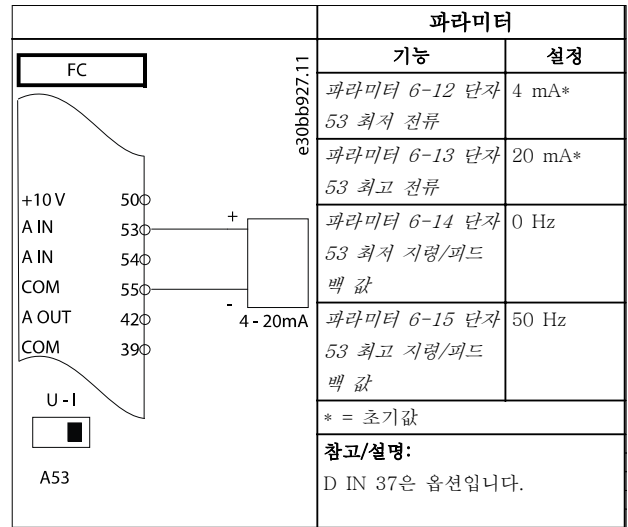 FC
e30bb927.11
+10 V 50
A IN 53
A IN 54
COM 55
A OUT 42
COM 39
+
-
4 - 20mA
U - I
A53
파라미터
기능 설정
파라미터 6-12 단자 4 mA*
53 최저 전류
파라미터 6-13 단자 20 mA*
53 최고 전류
파라미터 6-14 단자 0 Hz
53 최저 지령/피드
백 값
파라미터 6-15 단자 50 Hz
53 최고 지령/피드
백 값
* = 초기값
참고/설명:
D IN 37은 옵션입니다.